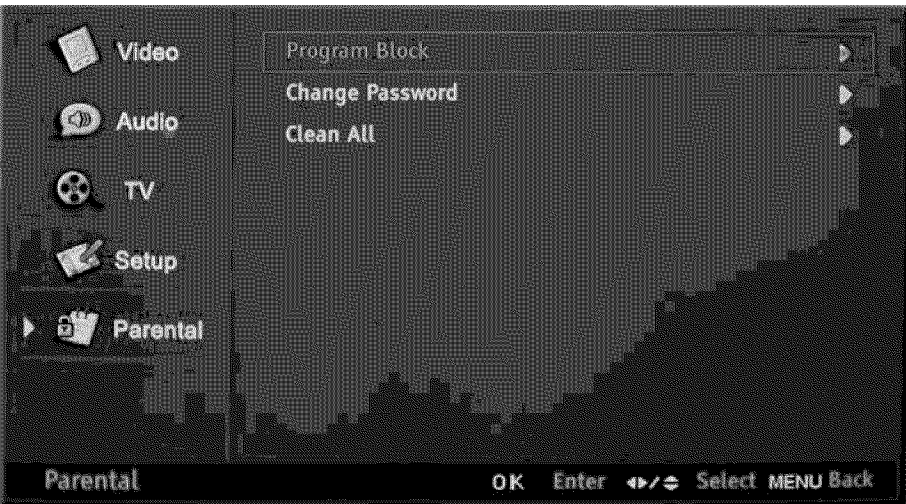 Video
Audio
TV
Setup
Parental
Program Block
Change Password
Clean All
Parental
OK Enter ◂▸/▴▾ Select MENU Back